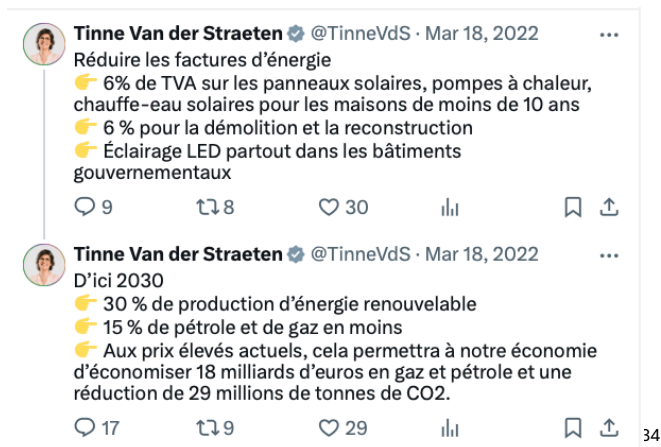 Tinne Van der Straeten @TinneVdS · Mar 18, 2022
Réduire les factures d’énergie
👉 6% de TVA sur les panneaux solaires, pompes à chaleur,
chauffe-eau solaires pour les maisons de moins de 10 ans
👉 6 % pour la démolition et la reconstruction
👉 Éclairage LED partout dans les bâtiments
gouvernementaux
9 8 30
Tinne Van der Straeten @TinneVdS · Mar 18, 2022
D’ici 2030
👉 30 % de production d’énergie renouvelable
👉 15 % de pétrole et de gaz en moins
👉 Aux prix élevés actuels, cela permettra à notre économie
d’économiser 18 milliards d’euros en gaz et pétrole et une
réduction de 29 millions de tonnes de CO2.
17 9 29
34